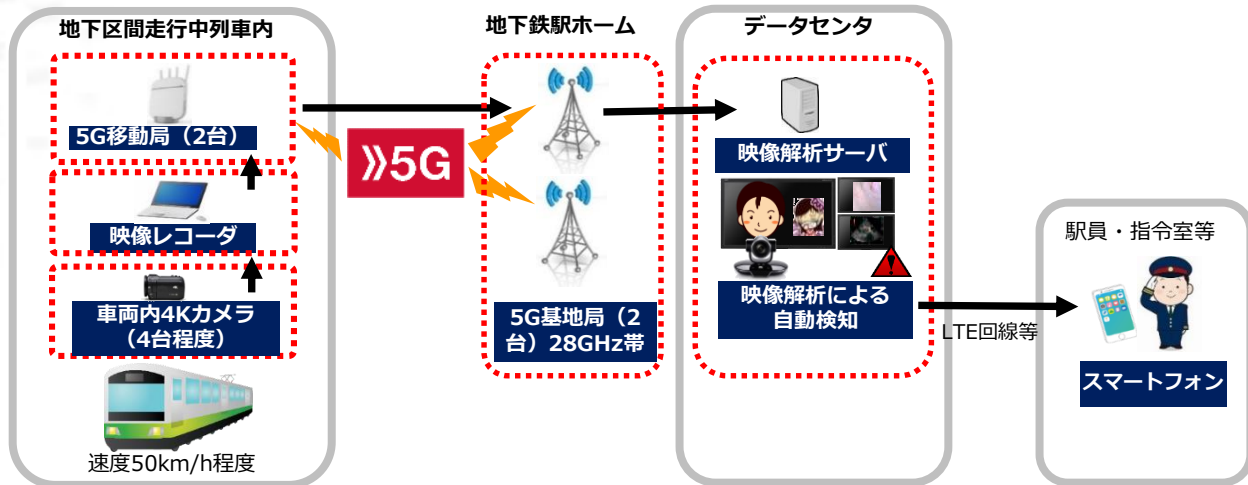 地下区間走行中列車内
5G移動局（2台）
映像レコーダ
車両内4Kカメラ
（4台程度）
速度50km/h程度
5G
地下鉄駅ホーム
5G基地局（2
台）28GHz帯
データセンタ
映像解析サーバ
映像解析による
自動検知
LTE回線等
駅員・指令室等
スマートフォン